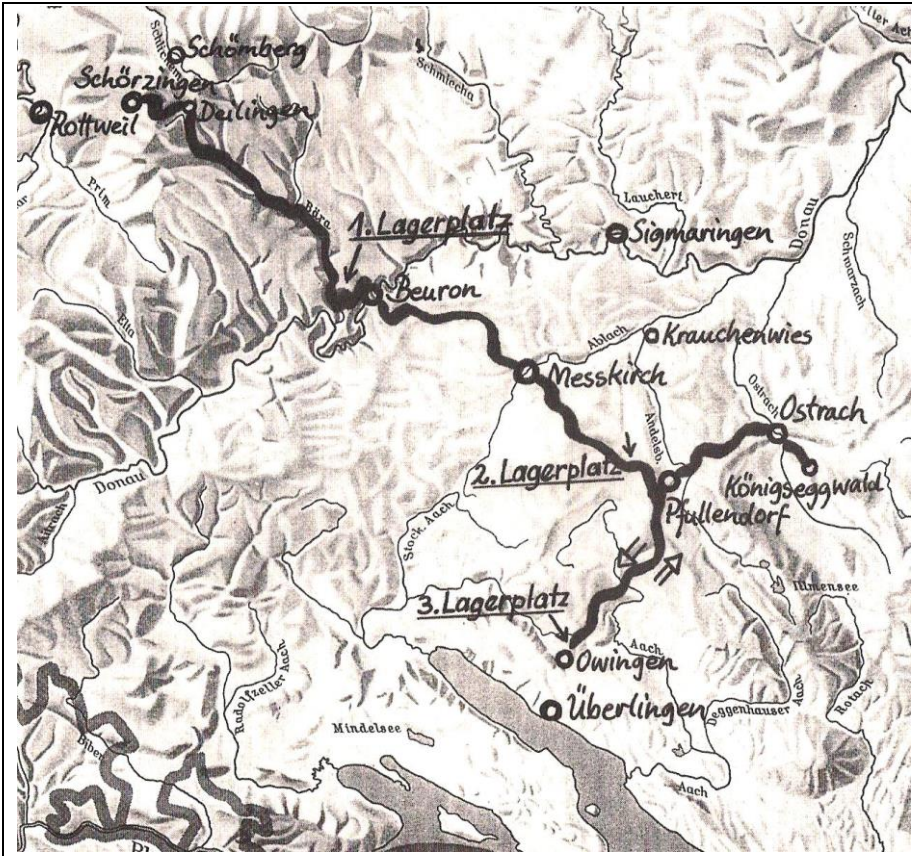 Schömberg
Schlichem
Schörzingen
Deilingen
Rottweil
Prim
Schmiecha
Lauchert
Bära
1. Lagerplatz
Sigmaringen
Donau
Schwarzach
Beuron
Elta
Ablach
Krauchenwies
Messkirch
Ostrach
Ostrach
Andelsb.
2. Lagerplatz
Königseggwald
Pfullendorf
Donau
Aitrach
Stock. Aach
Illmensee
3. Lagerplatz
Owingen
Aach
Überlingen
Deggenhauser Aach
Rotach
Radolfzeller Aach
Mindelsee
Biber
Aach